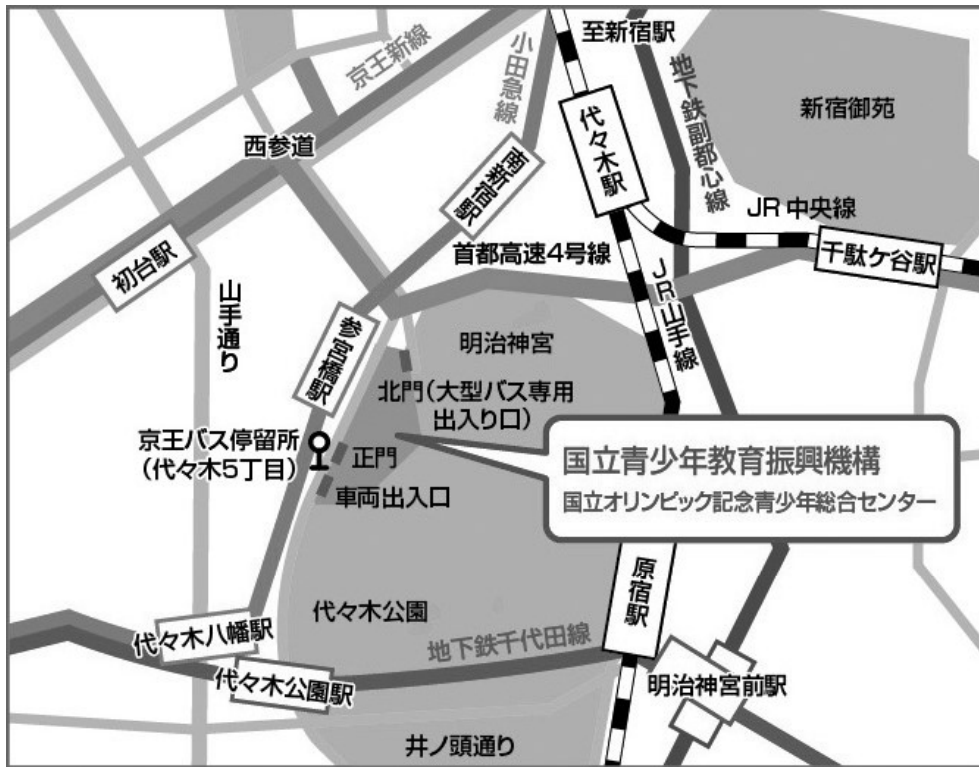 至新宿駅
京王新線
小田急線
地下鉄副都心線
新宿御苑
代々木駅
西参道
南新宿駅
JR中央線
千駄ケ谷駅
初台駅
首都高速4号線
山手通り
JR山手線
参宮橋駅
明治神宮
北門(大型バス専用
出入り口)
京王バス停留所
(代々木5丁目)
正門
車両出入口
国立青少年教育振興機構
国立オリンピック記念青少年総合センター
原宿駅
代々木公園
地下鉄千代田線
代々木八幡駅
代々木公園駅
明治神宮前駅
井ノ頭通り